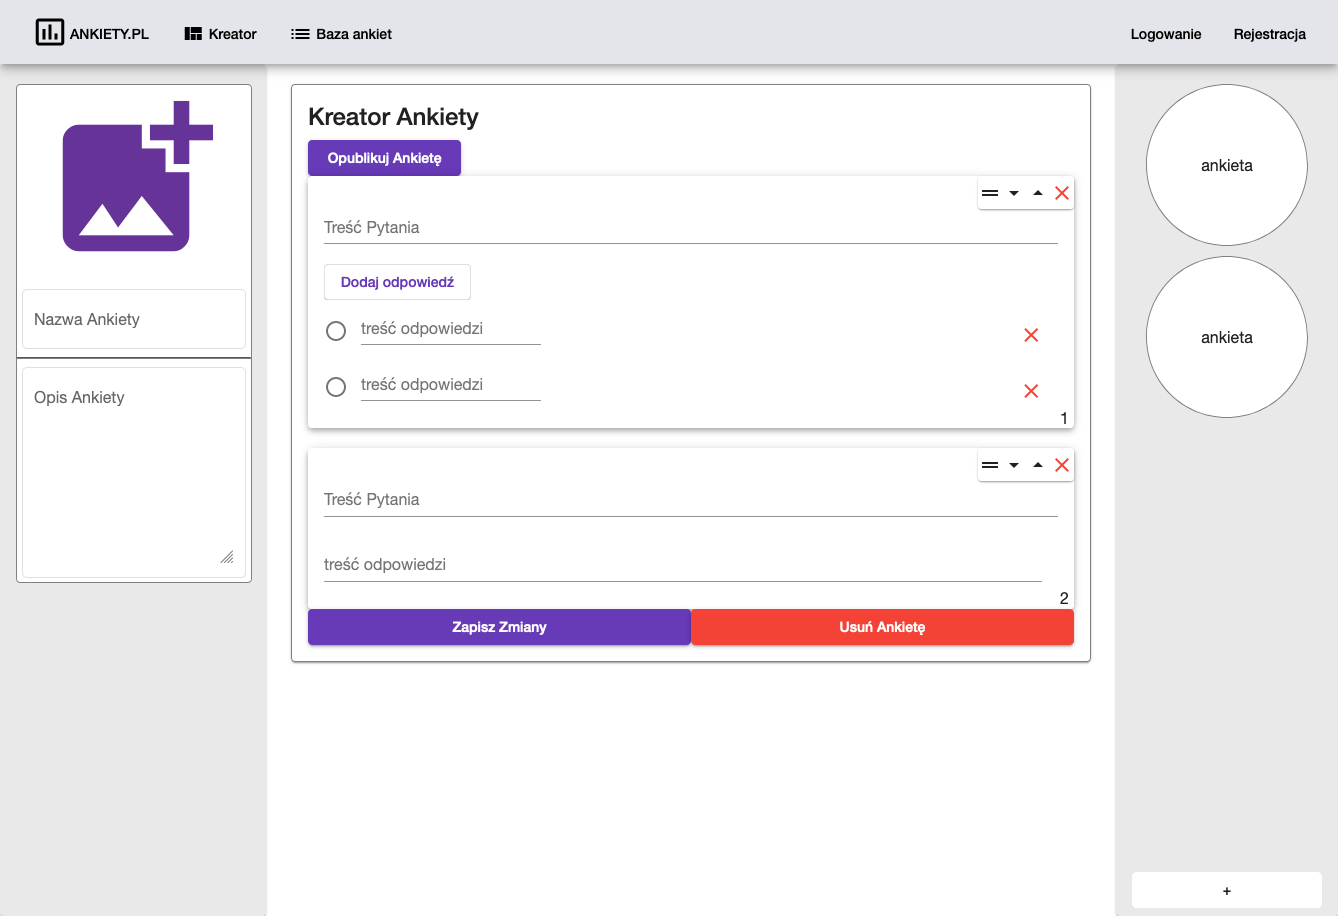 ANKIETY.PL Kreator Baza ankiet Logowanie Rejestracja
Nazwa Ankiety
Opis Ankiety
Kreator Ankiety
Opublikuj Ankietę
Treść Pytania
Dodaj odpowiedź
treść odpowiedzi
treść odpowiedzi
1
Treść Pytania
treść odpowiedzi
2
Zapisz Zmiany Usuń Ankietę
ankieta
ankieta
+